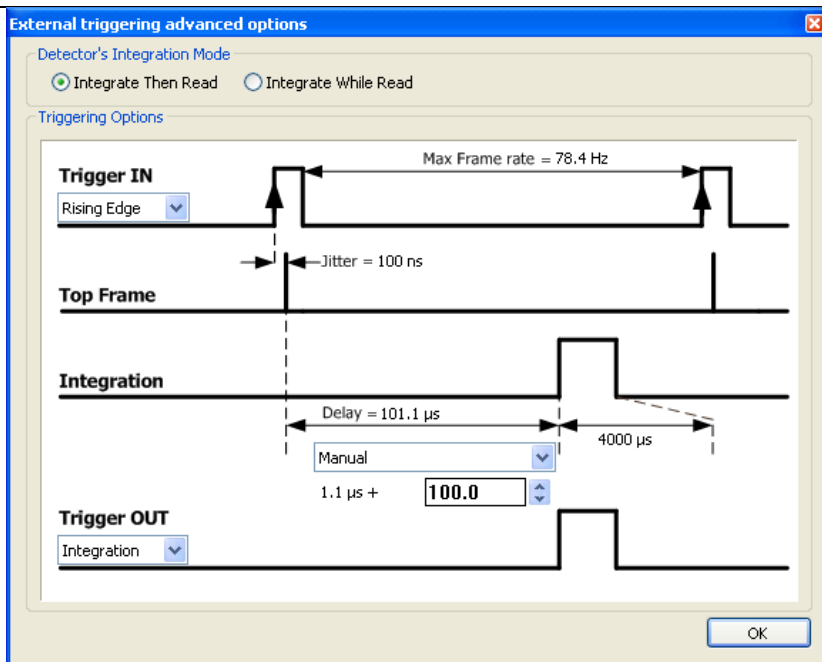 External triggering advanced options
Detector's Integration Mode
Integrate Then Read Integrate While Read
Triggering Options
Max Frame rate = 78.4 Hz
Trigger IN
Rising Edge
Jitter = 100 ns
Top Frame
Integration
Delay = 101.1 µs
4000 µs
Manual
1.1 µs + 100.0
Trigger OUT
Integration
OK